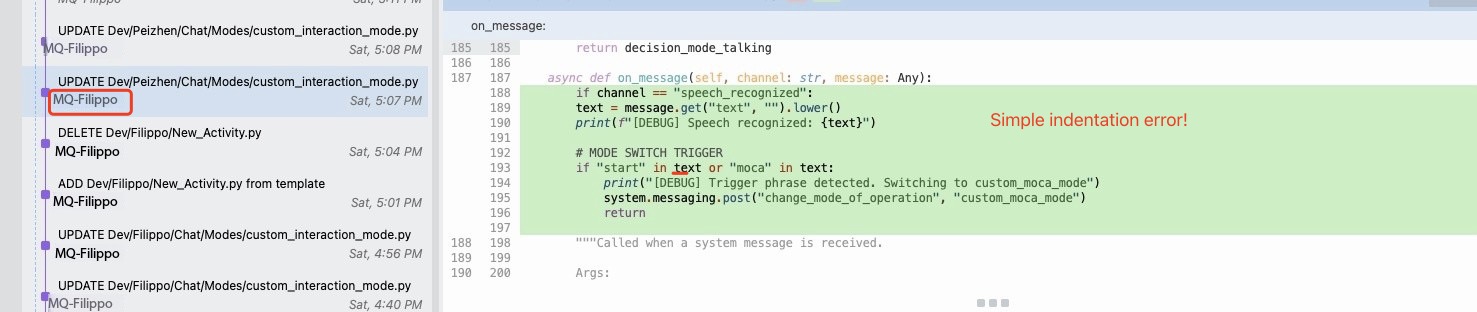 MQ-Filippo Sat, 5:11 PM
UPDATE Dev/Peizhen/Chat/Modes/custom_interaction_mode.py
MQ-Filippo Sat, 5:08 PM
UPDATE Dev/Peizhen/Chat/Modes/custom_interaction_mode.py
MQ-Filippo Sat, 5:07 PM
DELETE Dev/Filippo/New_Activity.py
MQ-Filippo Sat, 5:04 PM
ADD Dev/Filippo/New_Activity.py from template
MQ-Filippo Sat, 5:01 PM
UPDATE Dev/Filippo/Chat/Modes/custom_interaction_mode.py
MQ-Filippo Sat, 4:56 PM
UPDATE Dev/Filippo/Chat/Modes/custom_interaction_mode.py
MQ-Filippo Sat, 4:40 PM
on_message:
185 185 return decision_mode_talking
186 186
187 187 async def on_message(self, channel: str, message: Any):
188 if channel == "speech_recognized":
189 text = message.get("text", "").lower()
190 print(f"[DEBUG] Speech recognized: {text}")
191
192 # MODE SWITCH TRIGGER
193 if "start" in text or "moca" in text:
194 print("[DEBUG] Trigger phrase detected. Switching to custom_moca_mode")
195 system.messaging.post("change_mode_of_operation", "custom_moca_mode")
196 return
197
188 198 """Called when a system message is received.
189 199
190 200 Args:
Simple indentation error!